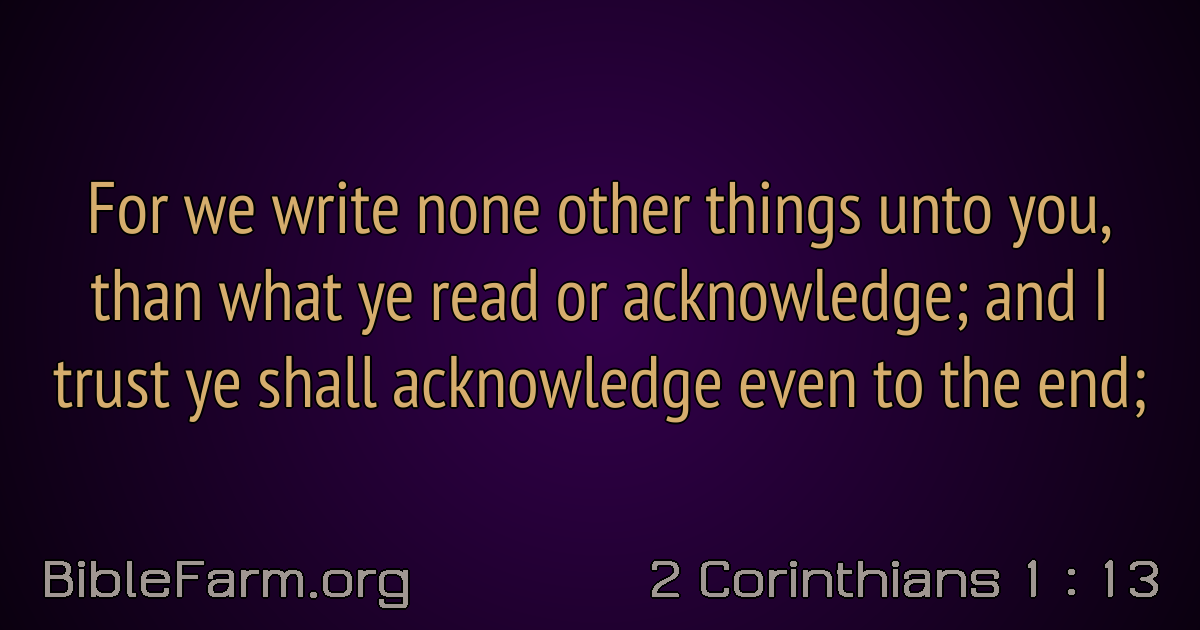 For we write none other things unto you,
than what ye read or acknowledge; and I
trust ye shall acknowledge even to the end;
BibleFarm.org
2 Corinthians 1 : 13